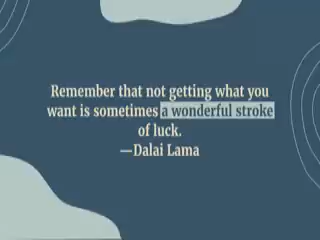 Remember that not getting what you
want is sometimes a wonderful stroke
of luck.
—Dalai Lama